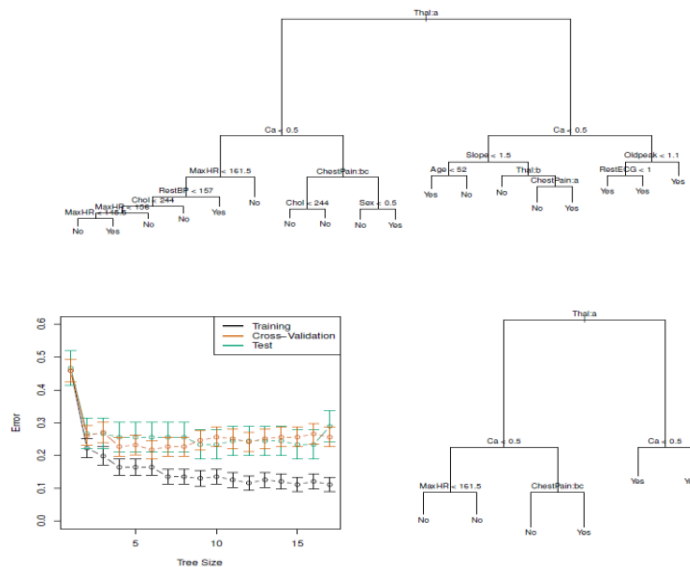 Thal:a
Ca < 0.5
Ca < 0.5
Slope < 1.5
Oldpeak < 1.1
MaxHR < 161.5
ChestPain:bc
Age < 52
Thal:b
RestECG < 1
ChestPain:a
RestBP < 157
Chol < 244
MaxHR < 156
MaxHR < 145.5
Chol < 244
Sex < 0.5
No
Yes
No
No
Yes
No
No
No
No
Yes
Yes
No
No
No
Yes
Yes
Yes
Yes
Training
Cross−Validation
Test
Error
0.0
0.1
0.2
0.3
0.4
0.5
0.6
5
10
15
Tree Size
Thal:a
Ca < 0.5
Ca < 0.5
MaxHR < 161.5
ChestPain:bc
Yes
Yes
No
No
No
Yes